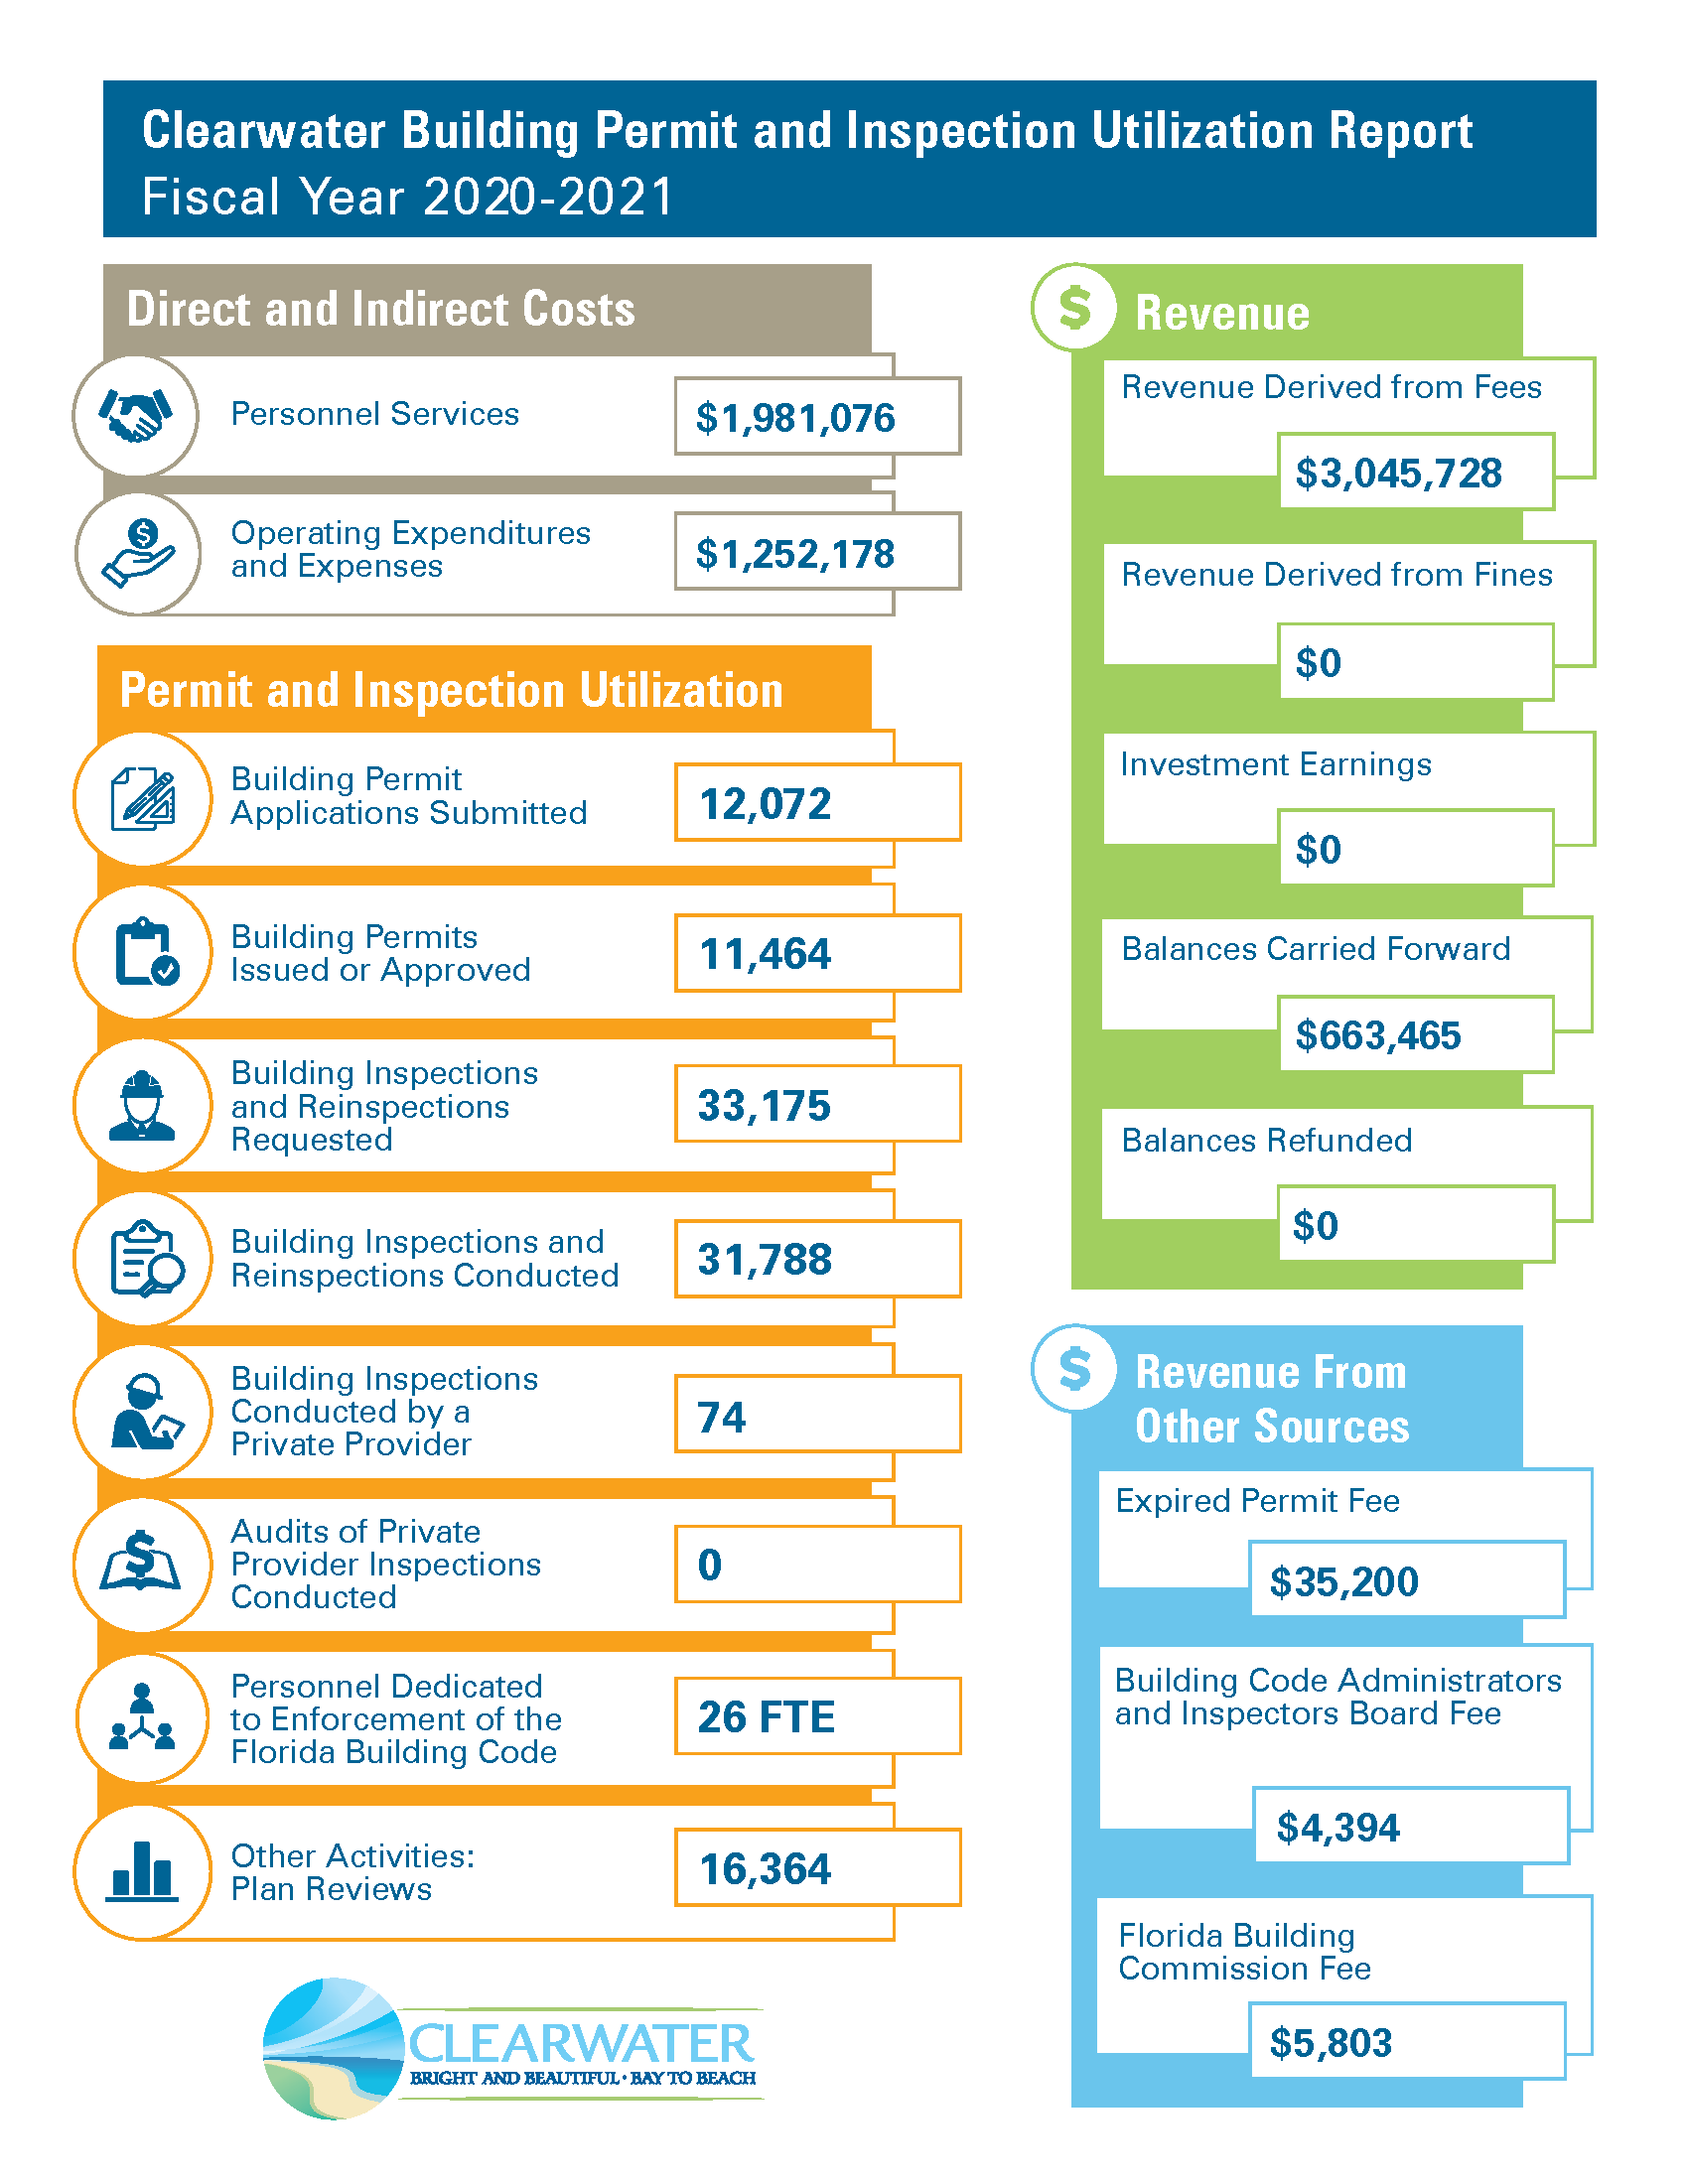 Clearwater Building Permit and Inspection Utilization Report
Fiscal Year 2020-2021
Direct and Indirect Costs
Personnel Services
$1,981,076
Operating Expenditures
and Expenses
$1,252,178
Permit and Inspection Utilization
Building Permit
Applications Submitted
12,072
Building Permits
Issued or Approved
11,464
Building Inspections
and Reinspections
Requested
33,175
Building Inspections and
Reinspections Conducted
31,788
Building Inspections
Conducted by a
Private Provider
74
Audits of Private
Provider Inspections
Conducted
0
Personnel Dedicated
to Enforcement of the
Florida Building Code
26 FTE
Other Activities:
Plan Reviews
16,364
$ Revenue
Revenue Derived from Fees
$3,045,728
Revenue Derived from Fines
$0
Investment Earnings
$0
Balances Carried Forward
$663,465
Balances Refunded
$0
$ Revenue From
Other Sources
Expired Permit Fee
$35,200
Building Code Administrators
and Inspectors Board Fee
$4,394
Florida Building
Commission Fee
$5,803
CLEARWATER
BRIGHT AND BEAUTIFUL • BAY TO BEACH